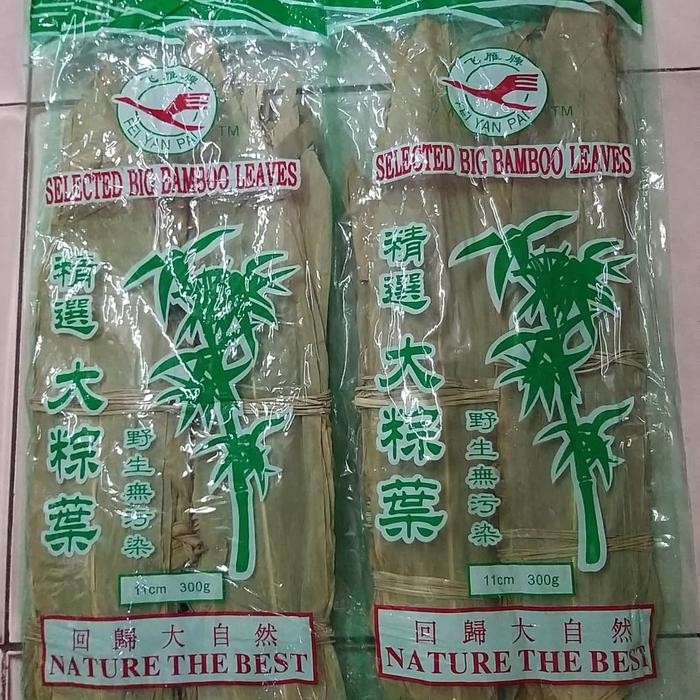 飞雁牌
FEI YAN PAI
TM
SELECTED BIG BAMBOO LEAVES
精選
大粽葉
野生無污染
11cm 300g
回歸大自然
NATURE THE BEST
飞雁牌
FEI YAN PAI
TM
SELECTED BIG BAMBOO LEAVES
精選
大粽葉
野生無污染
11cm 300g
回歸大自然
NATURE THE BEST